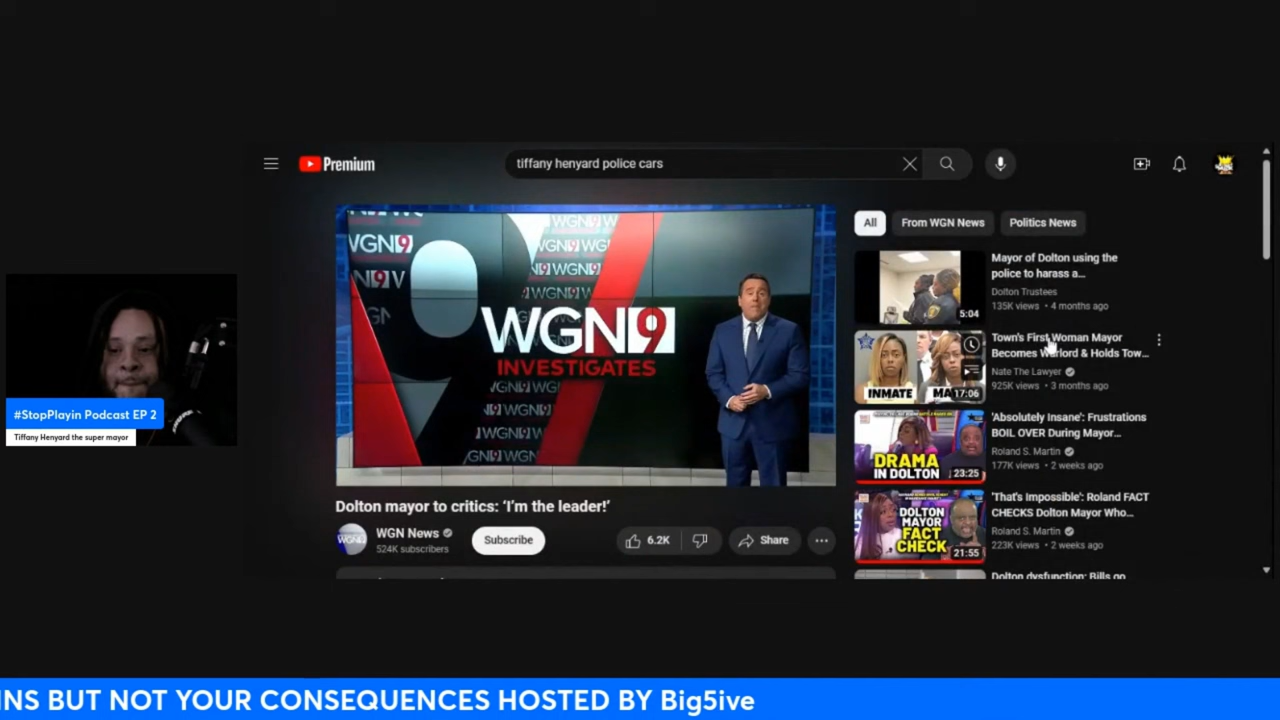 Premium
tiffany henyard police cars
WGN9
INVESTIGATES
Dolton mayor to critics: ‘I'm the leader!’
WGN News
524K subscribers
Subscribe
6.2K
Share
All
From WGN News
Politics News
5:04
Mayor of Dolton using the
police to harass a...
Dolton Trustees
135K views • 4 months ago
INMATE
17:06
Town's First Woman Mayor
Becomes Warlord & Holds Tow...
Nate The Lawyer
925K views • 3 months ago
DRAMA
IN DOLTON
23:25
'Absolutely Insane': Frustrations
BOIL OVER During Mayor...
Roland S. Martin
177K views • 2 weeks ago
DOLTON
MAYOR
FACT
CHECK
21:55
'That's Impossible': Roland FACT
CHECKS Dolton Mayor Who...
Roland S. Martin
223K views • 2 weeks ago
Dolton dysfunction: Bills go
#StopPlayin Podcast EP 2
Tiffany Henyard the super mayor
INS BUT NOT YOUR CONSEQUENCES HOSTED BY Big5ive